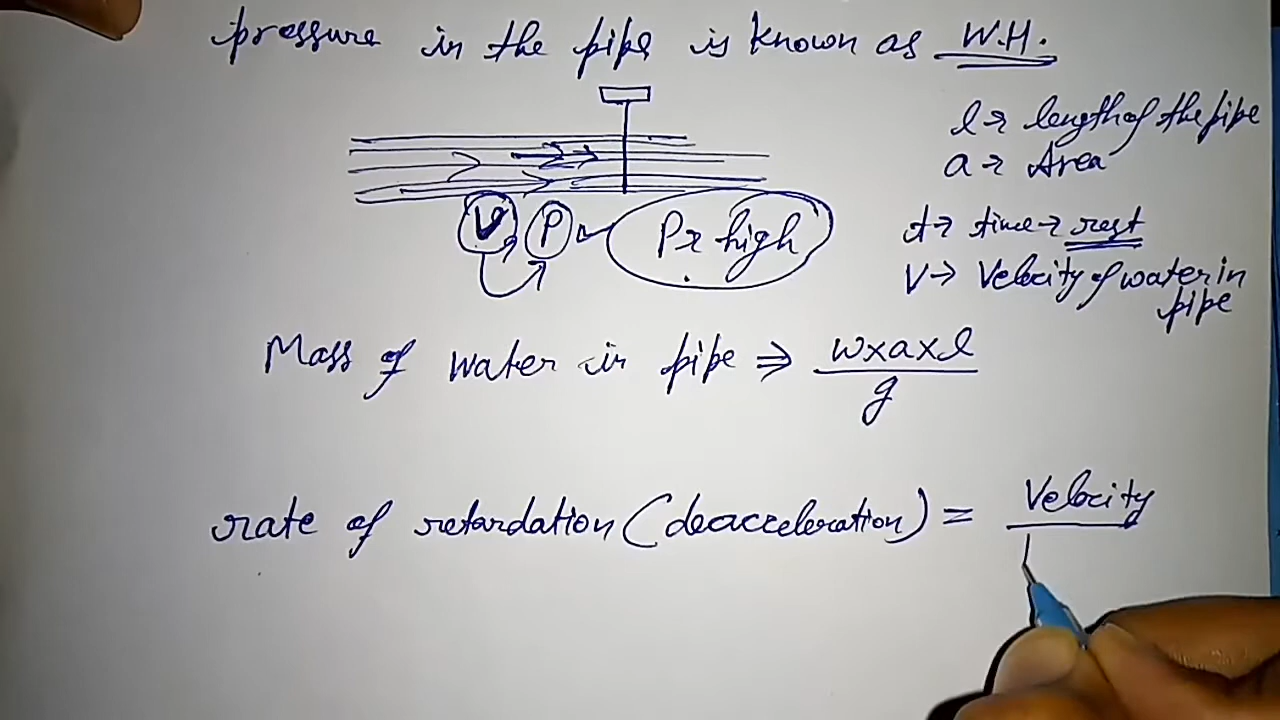 pressure in the pipe is known as W.H.
l → length of the pipe
a → Area
t → time → rest
V → Velocity of water in
pipe
V P P→ high
Mass of water in pipe ⇒ w×a×l
g
rate of retardation (deacceleration) = Velocity